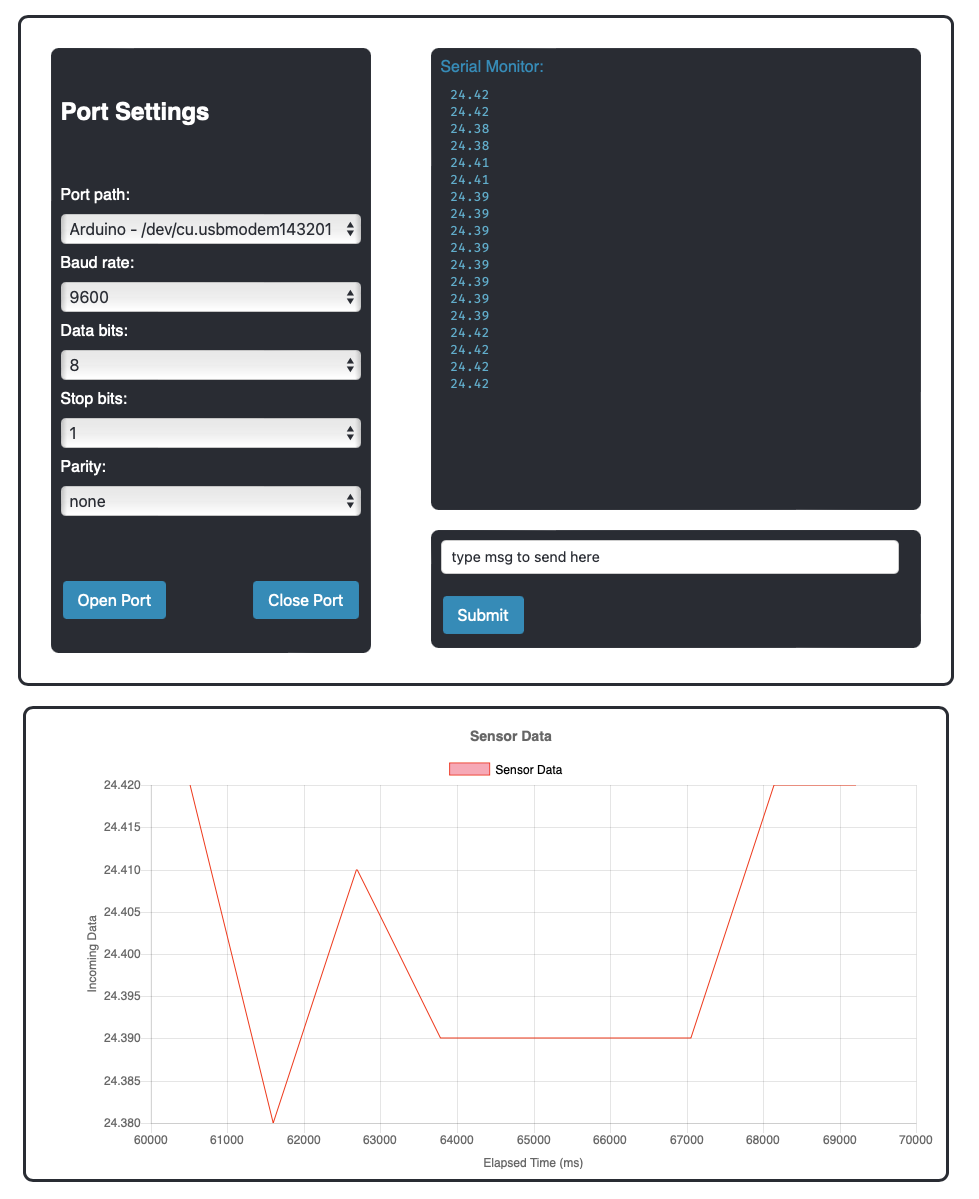 Port Settings
Port path:
Arduino - /dev/cu.usbmodem143201
Baud rate:
9600
Data bits:
8
Stop bits:
1
Parity:
none
Open Port
Close Port
Serial Monitor:
24.42
24.42
24.38
24.38
24.41
24.41
24.39
24.39
24.39
24.39
24.39
24.39
24.39
24.39
24.42
24.42
24.42
24.42
type msg to send here
Submit
Sensor Data
Sensor Data
Incoming Data
24.420
24.415
24.410
24.405
24.400
24.395
24.390
24.385
24.380
60000 61000 62000 63000 64000 65000 66000 67000 68000 69000 70000
Elapsed Time (ms)